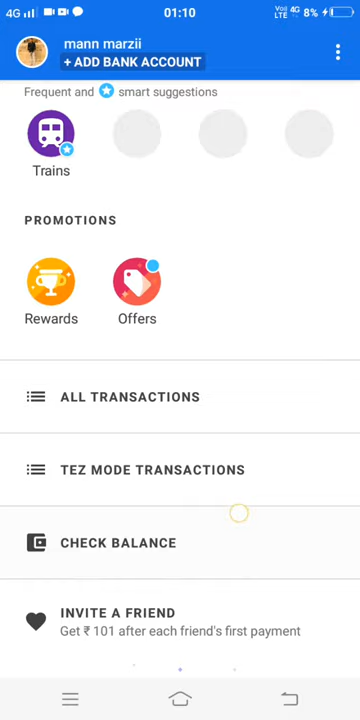 4G 01:10 VoIP LTE 4G 8%
mann marzii
+ ADD BANK ACCOUNT
Frequent and smart suggestions
Trains
PROMOTIONS
Rewards Offers
ALL TRANSACTIONS
TEZ MODE TRANSACTIONS
CHECK BALANCE
INVITE A FRIEND
Get ₹ 101 after each friend's first payment